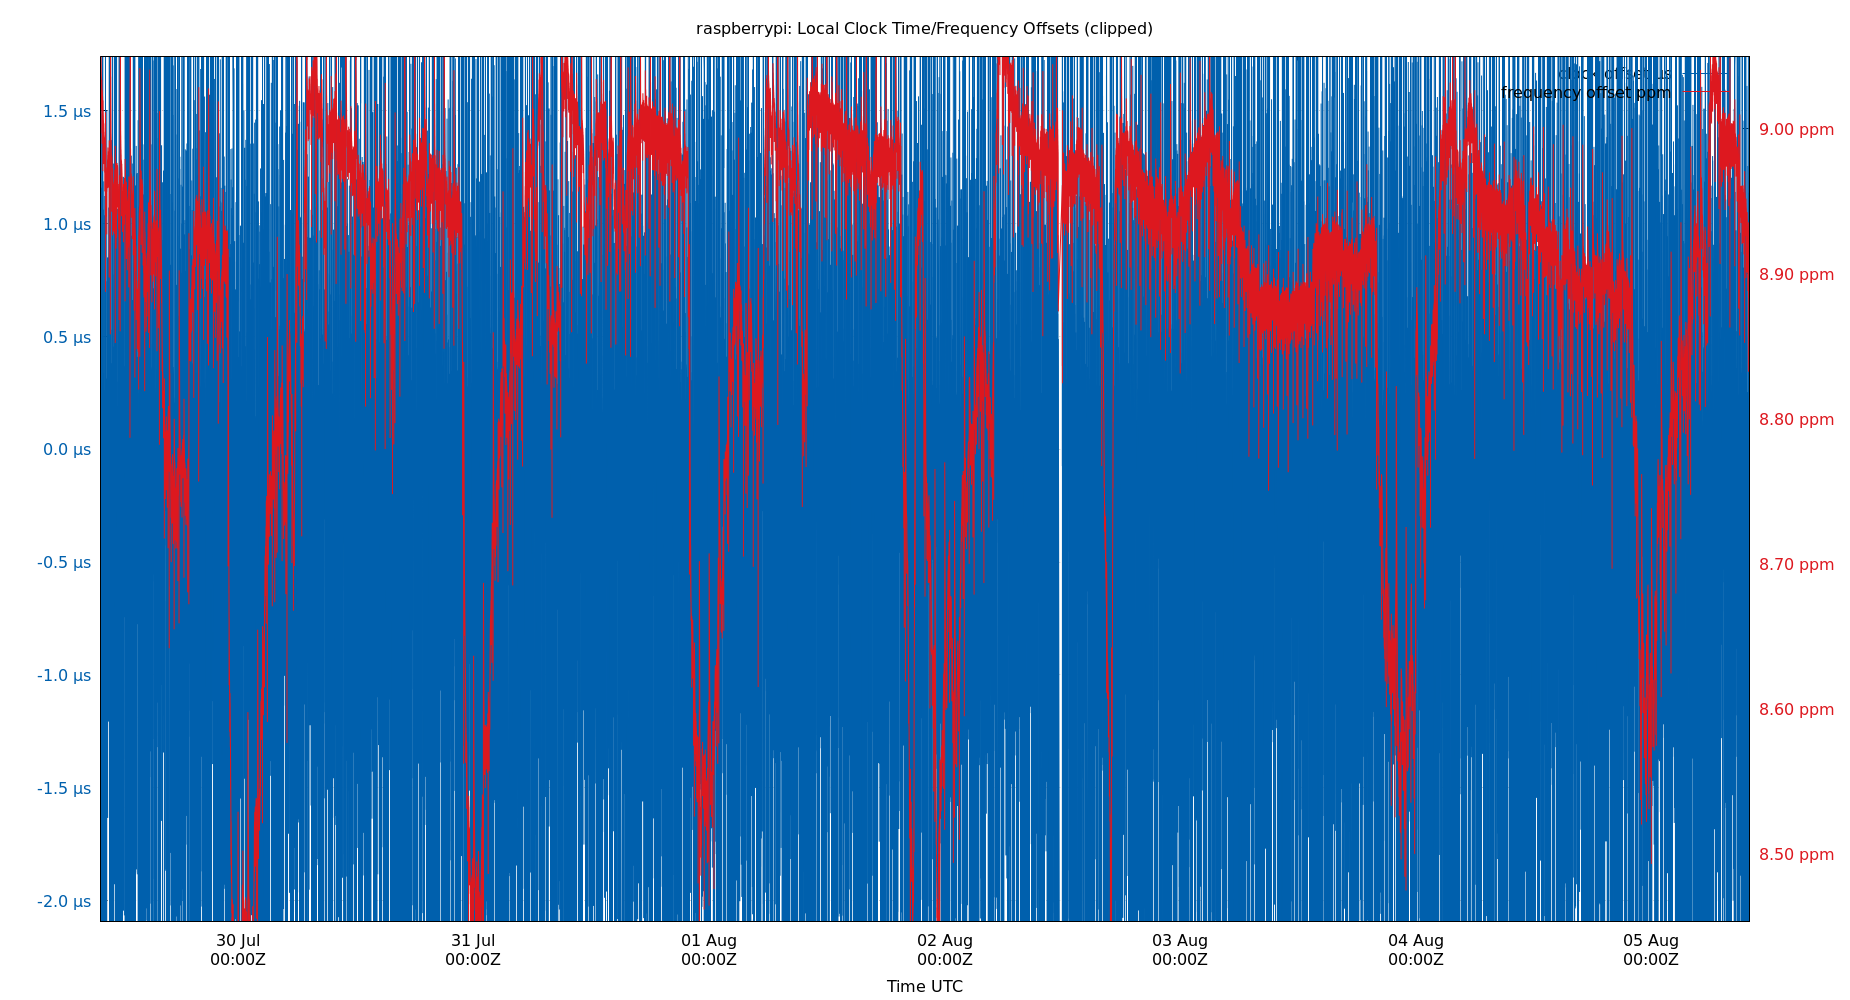 raspberrypi: Local Clock Time/Frequency Offsets (clipped)
clock offset µs
frequency offset ppm
1.5 µs
1.0 µs
0.5 µs
0.0 µs
-0.5 µs
-1.0 µs
-1.5 µs
-2.0 µs
9.00 ppm
8.90 ppm
8.80 ppm
8.70 ppm
8.60 ppm
8.50 ppm
30 Jul
00:00Z
31 Jul
00:00Z
01 Aug
00:00Z
02 Aug
00:00Z
03 Aug
00:00Z
04 Aug
00:00Z
05 Aug
00:00Z
Time UTC